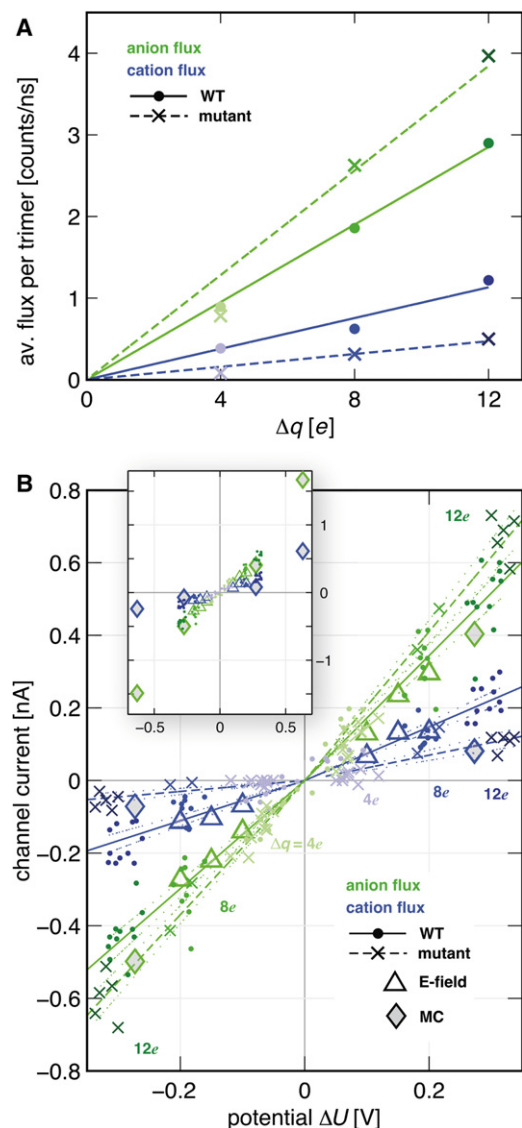 A
4
3
2
1
0
av. flux per trimer [counts/ns]
anion flux
cation flux
WT
mutant
0
4
8
12
Δq [e]
B
0.8
0.6
0.4
0.2
0
−0.2
−0.4
−0.6
−0.8
channel current [nA]
1
0
−1
−0.5
0
0.5
12e
4e
8e
12e
Δq = 4e
8e
12e
anion flux
cation flux
WT
mutant
E-field
MC
−0.2
0.0
0.2
potential ΔU [V]